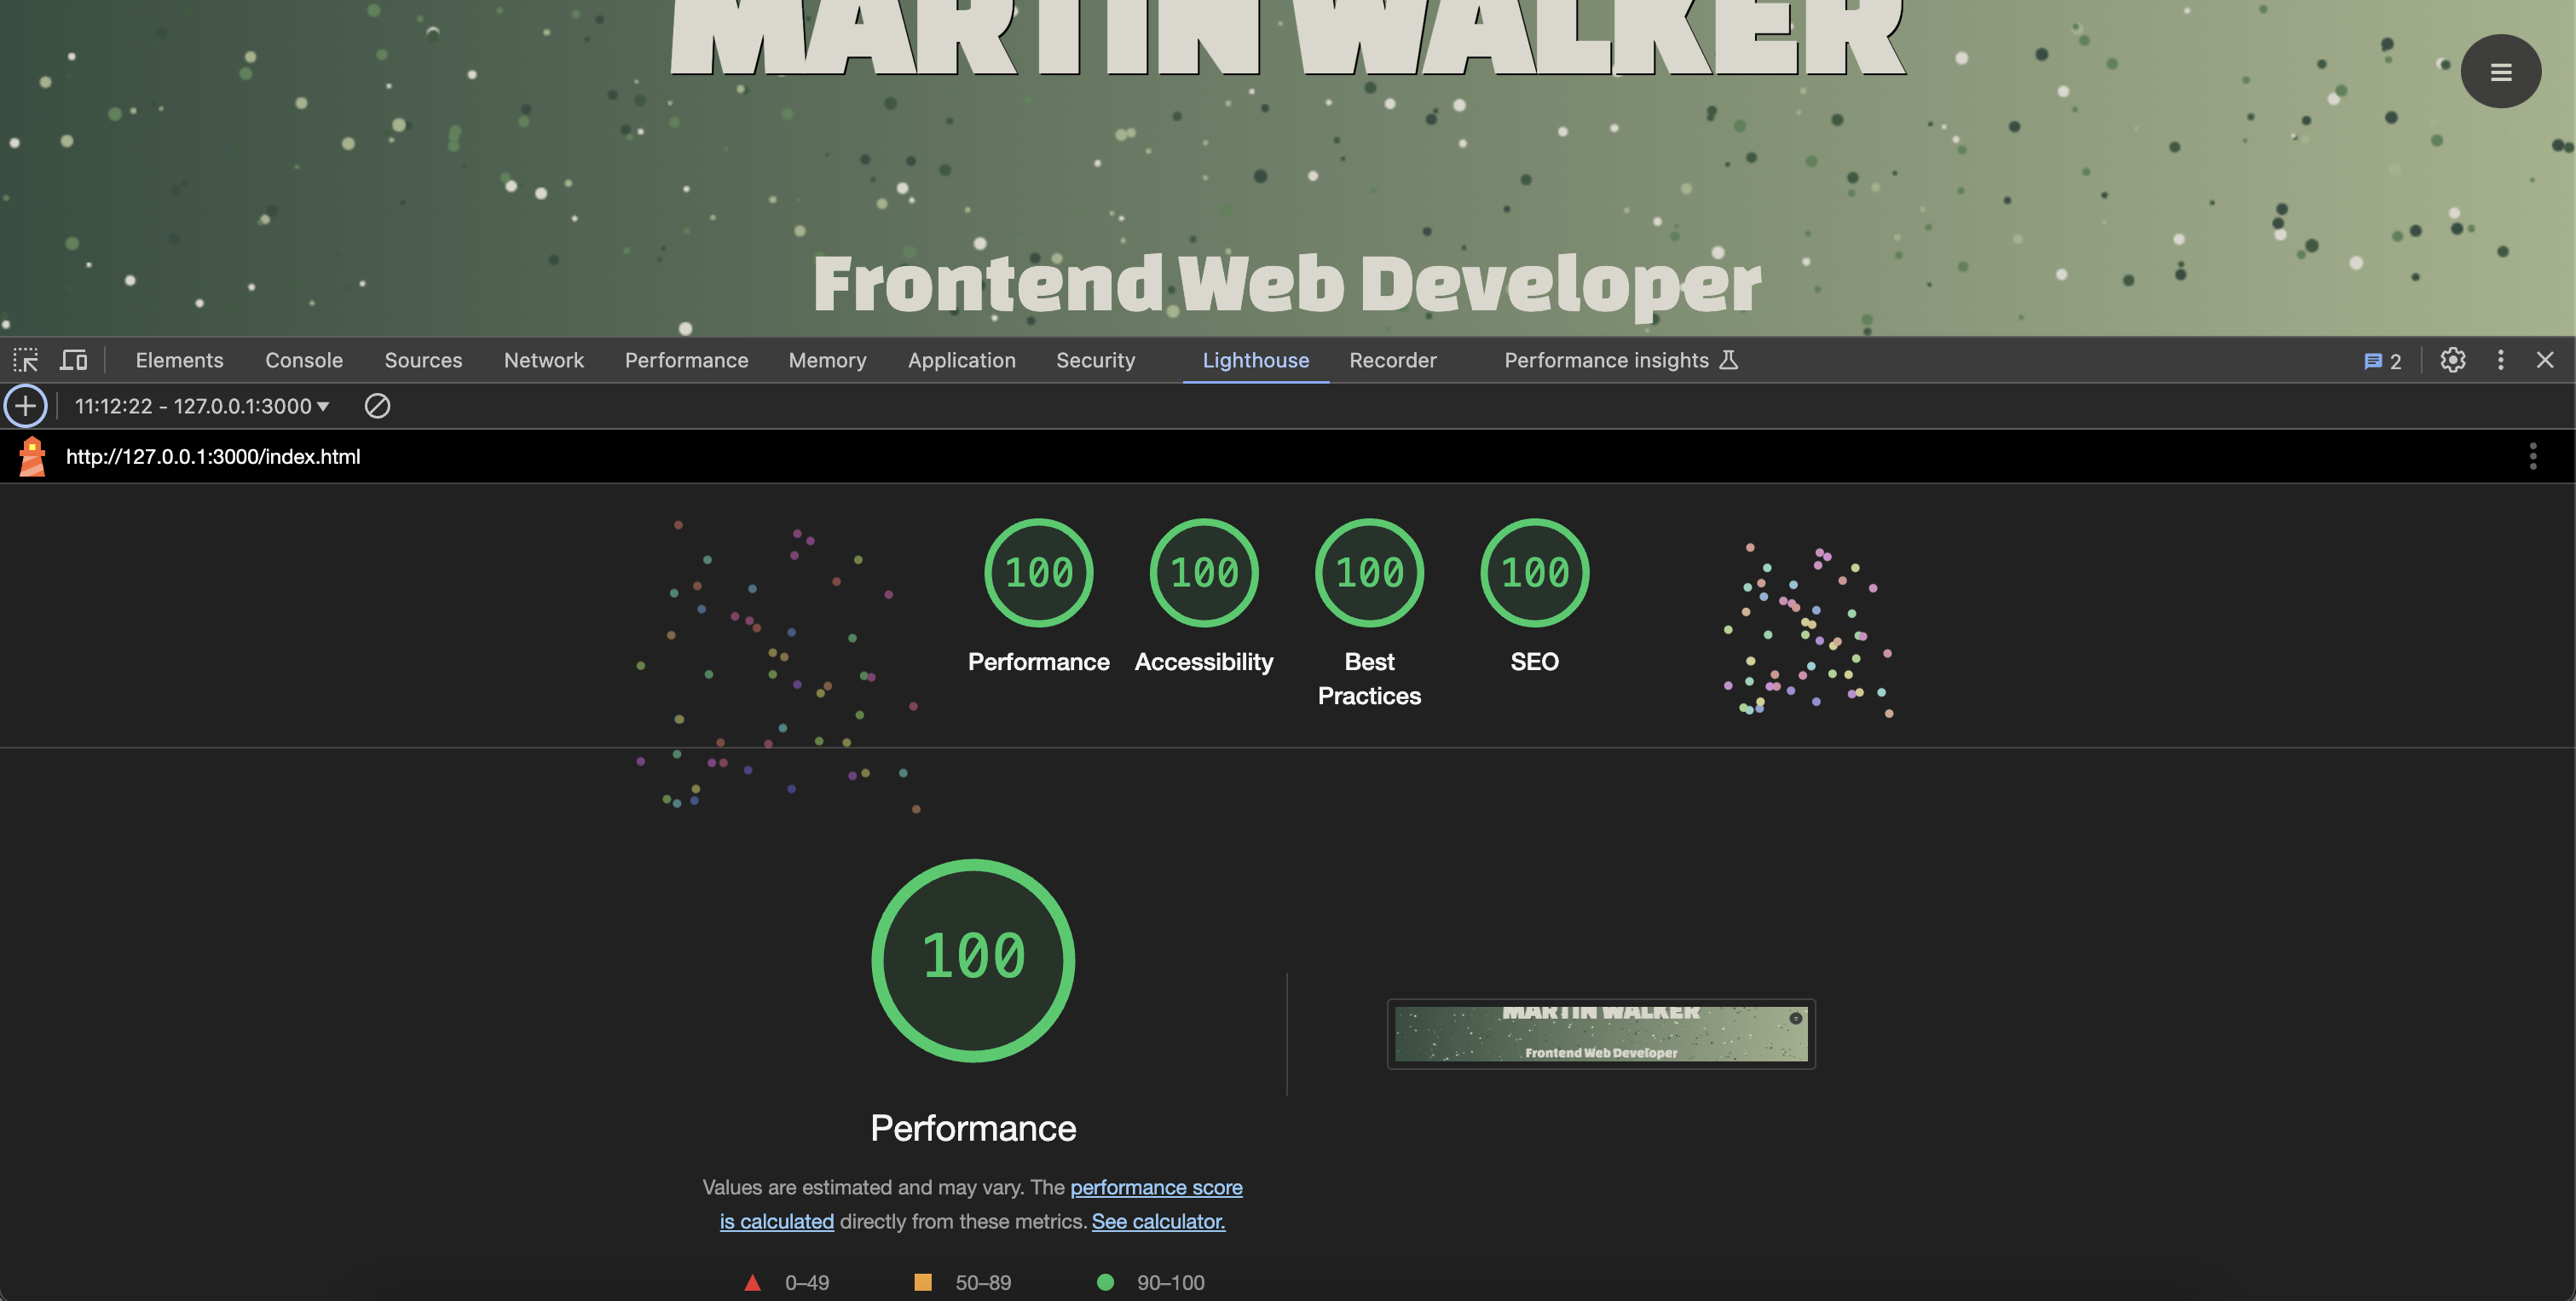 MARTIN WALKER
Frontend Web Developer
Elements Console Sources Network Performance Memory Application Security Lighthouse Recorder Performance insights 2
11:12:22 - 127.0.0.1:3000
http://127.0.0.1:3000/index.html
100 100 100 100
Performance Accessibility Best SEO
Practices
100
MARTIN WALKER
Frontend Web Developer
Performance
Values are estimated and may vary. The performance score
is calculated directly from these metrics. See calculator.
0–49 50–89 90–100